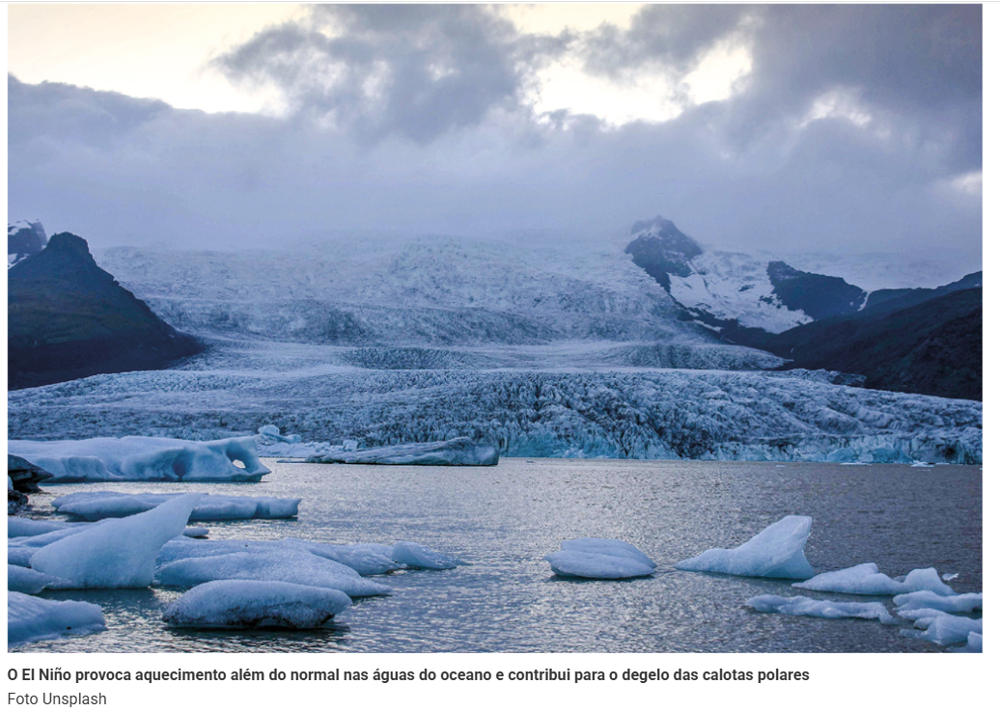 O El Niño provoca aquecimento além do normal nas águas do oceano e contribui para o degelo das calotas polares
Foto Unsplash